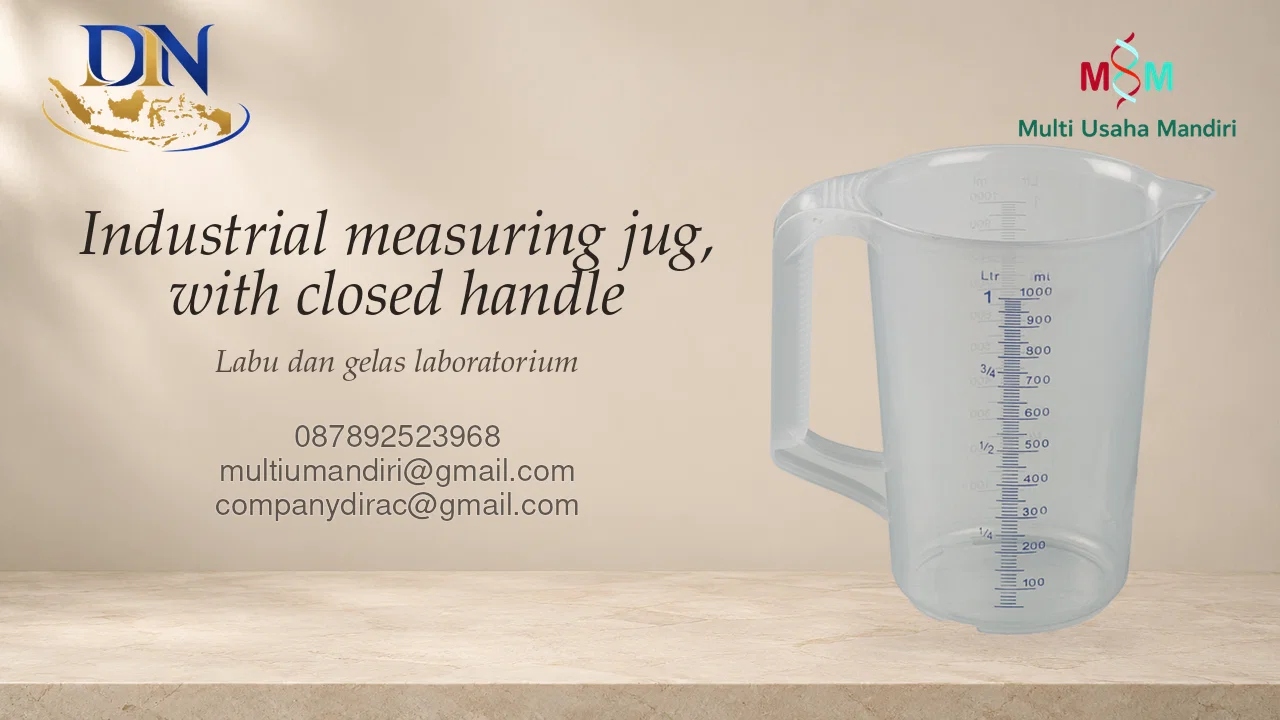 DIN
M M
Multi Usaha Mandiri
Industrial measuring jug,
with closed handle
Labu dan gelas laboratorium
087892523968
multiumandiri@gmail.com
companydirac@gmail.com
Ltr ml
1 1000
900
800
3/4
700
600
1/2 500
400
300
1/4
200
100